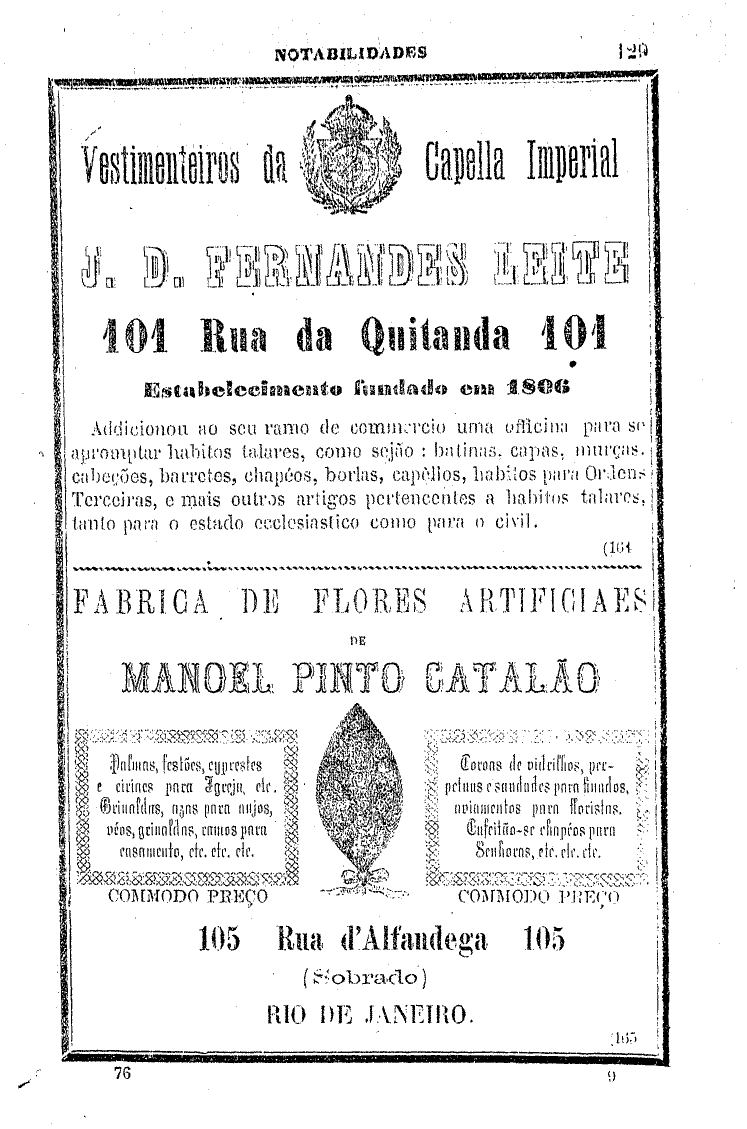 NOTABILIDADES 129
Vestimenteiros da Capella Imperial
J. D. FERNANDES LEITE
101 Rua da Quitanda 101
Estabelecimento fundado em 1806
Addicionou ao seu ramo de commercio uma officina para se
apromptar habitos talares, como sejão : batinas, capas, murças,
cabeções, barretes, chapéos, borlas, capêllos, habitos para Ordens
Terceiras, e mais outros artigos pertencentes a habitos talares,
tanto para o estado ecclesiastico como para o civil.
(164
FABRICA DE FLORES ARTIFICIAES
DE
MANOEL PINTO CATALÃO
Palmas, festões, cyprestes
e cirines para Igreja, etc.
Grinaldas, azas para anjos,
véos, grinaldas, ramos para
casamento, etc. etc. etc.
COMMODO PREÇO
Corôas de vidrilhos, per-
petuas e saudades para finados,
aviamentos para floristas.
Enfeitão-se chapéos para
Senhoras, etc. etc. etc.
COMMODO PREÇO
105 Rua d'Alfandega 105
(Sobrado)
RIO DE JANEIRO.
(165
76 9